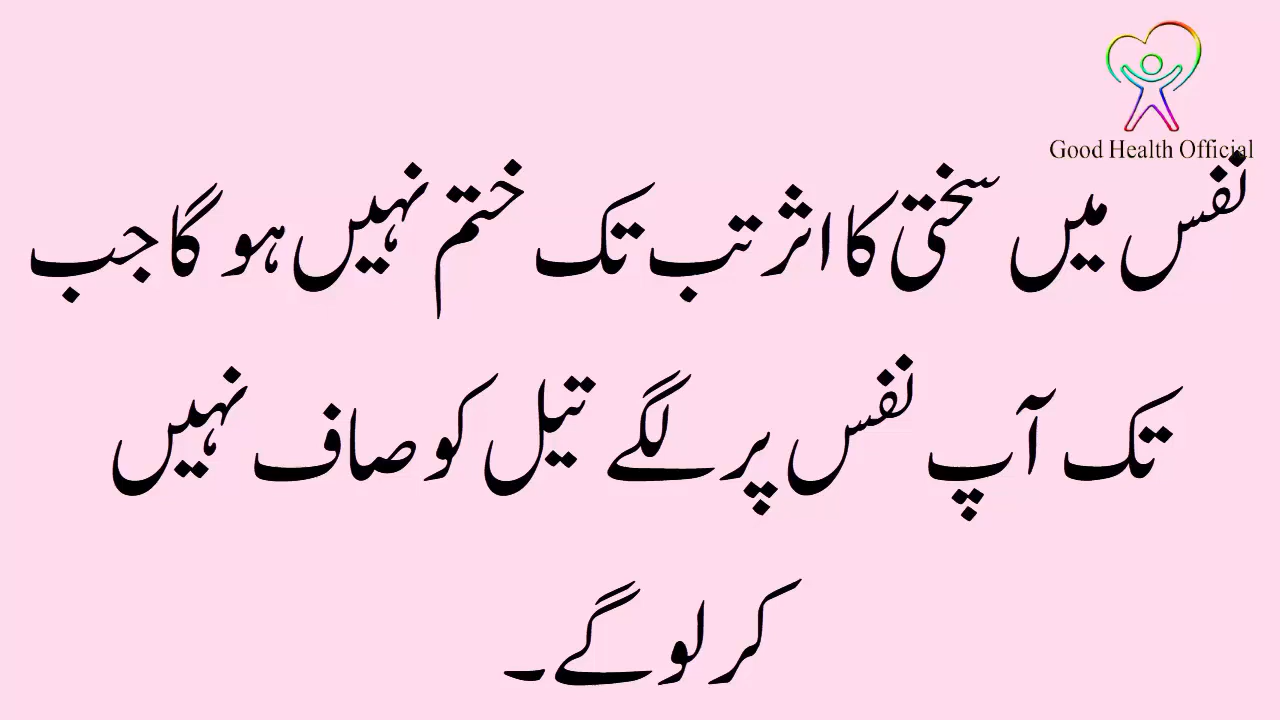 Good Health Official
نفس میں سختی کا اثر تب تک ختم نہیں ہو گا جب
تک آپ نفس پر لگے تیل کو صاف نہیں
کر لو گے۔